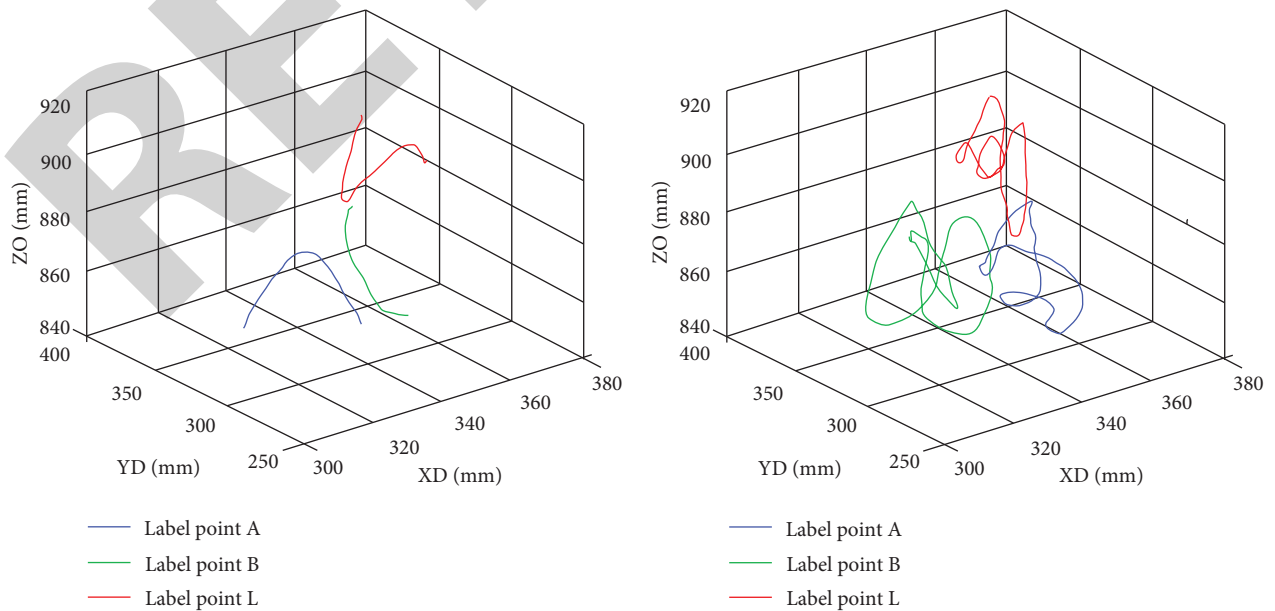 920
900
880
860
840
400
350
300
250
300
320
340
360
380
ZO (mm)
YD (mm)
XD (mm)
Label point A
Label point B
Label point L
920
900
880
860
840
400
350
300
250
300
320
340
360
380
ZO (mm)
YD (mm)
XD (mm)
Label point A
Label point B
Label point L
RE